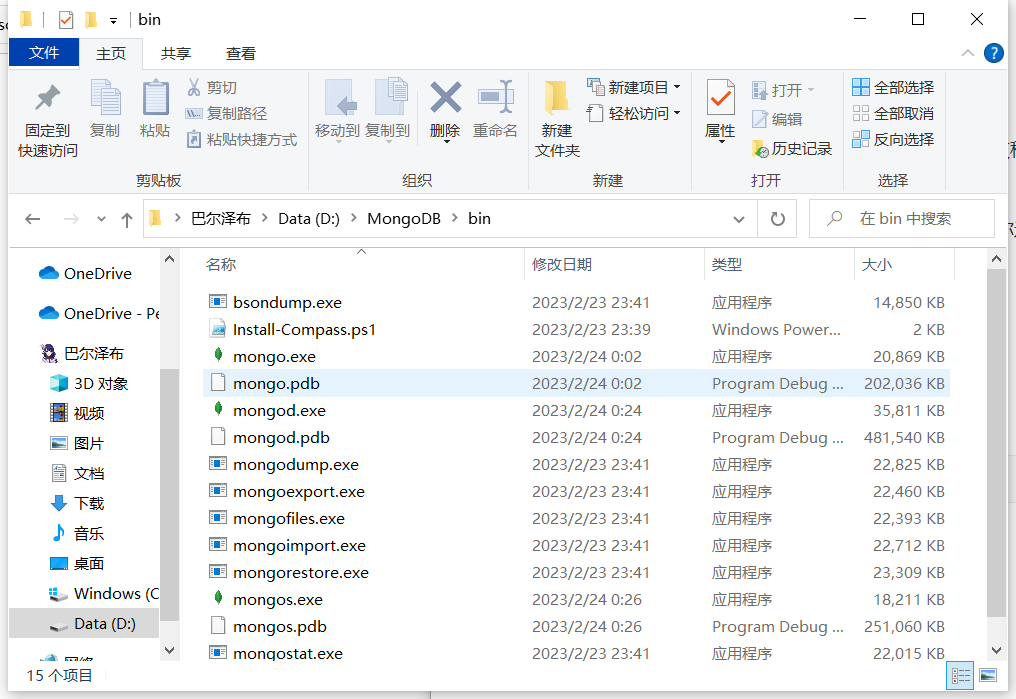 bin
文件 主页 共享 查看
固定到
快速访问
复制
粘贴
剪切
复制路径
粘贴快捷方式
剪贴板
移动到 复制到
删除
重命名
组织
新建
文件夹
新建项目
轻松访问
新建
属性
打开
编辑
历史记录
打开
全部选择
全部取消
反向选择
选择
巴尔泽布 Data (D:) MongoDB bin
在 bin 中搜索
OneDrive
OneDrive - Pe
巴尔泽布
3D 对象
视频
图片
文档
下载
音乐
桌面
Windows (C
Data (D:)
网络
名称 修改日期 类型 大小
bsondump.exe 2023/2/23 23:41 应用程序 14,850 KB
Install-Compass.ps1 2023/2/23 23:39 Windows Power... 2 KB
mongo.exe 2023/2/24 0:02 应用程序 20,869 KB
mongo.pdb 2023/2/24 0:02 Program Debug ... 202,036 KB
mongod.exe 2023/2/24 0:24 应用程序 35,811 KB
mongod.pdb 2023/2/24 0:24 Program Debug ... 481,540 KB
mongodump.exe 2023/2/23 23:41 应用程序 22,825 KB
mongoexport.exe 2023/2/23 23:41 应用程序 22,460 KB
mongofiles.exe 2023/2/23 23:41 应用程序 22,393 KB
mongoimport.exe 2023/2/23 23:41 应用程序 22,712 KB
mongorestore.exe 2023/2/23 23:41 应用程序 23,309 KB
mongos.exe 2023/2/24 0:26 应用程序 18,211 KB
mongos.pdb 2023/2/24 0:26 Program Debug ... 251,060 KB
mongostat.exe 2023/2/23 23:41 应用程序 22,015 KB
15 个项目